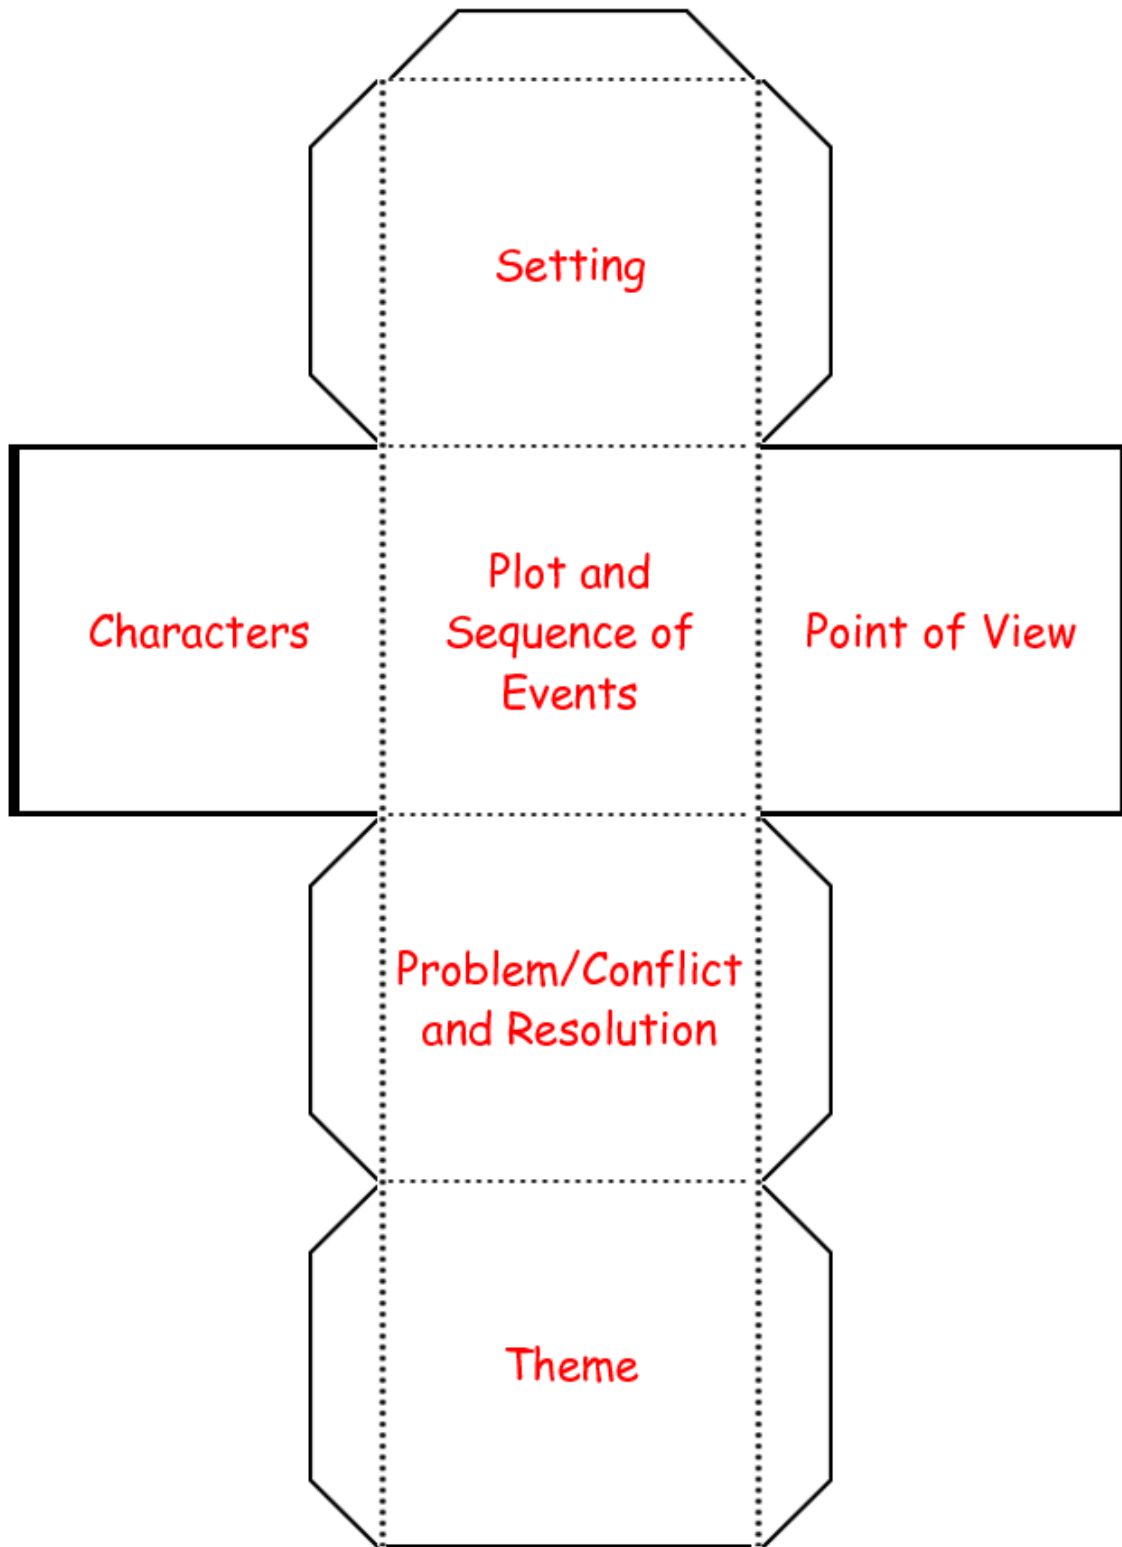 Setting
Characters
Plot and
Sequence of
Events
Point of View
Problem/Conflict
and Resolution
Theme